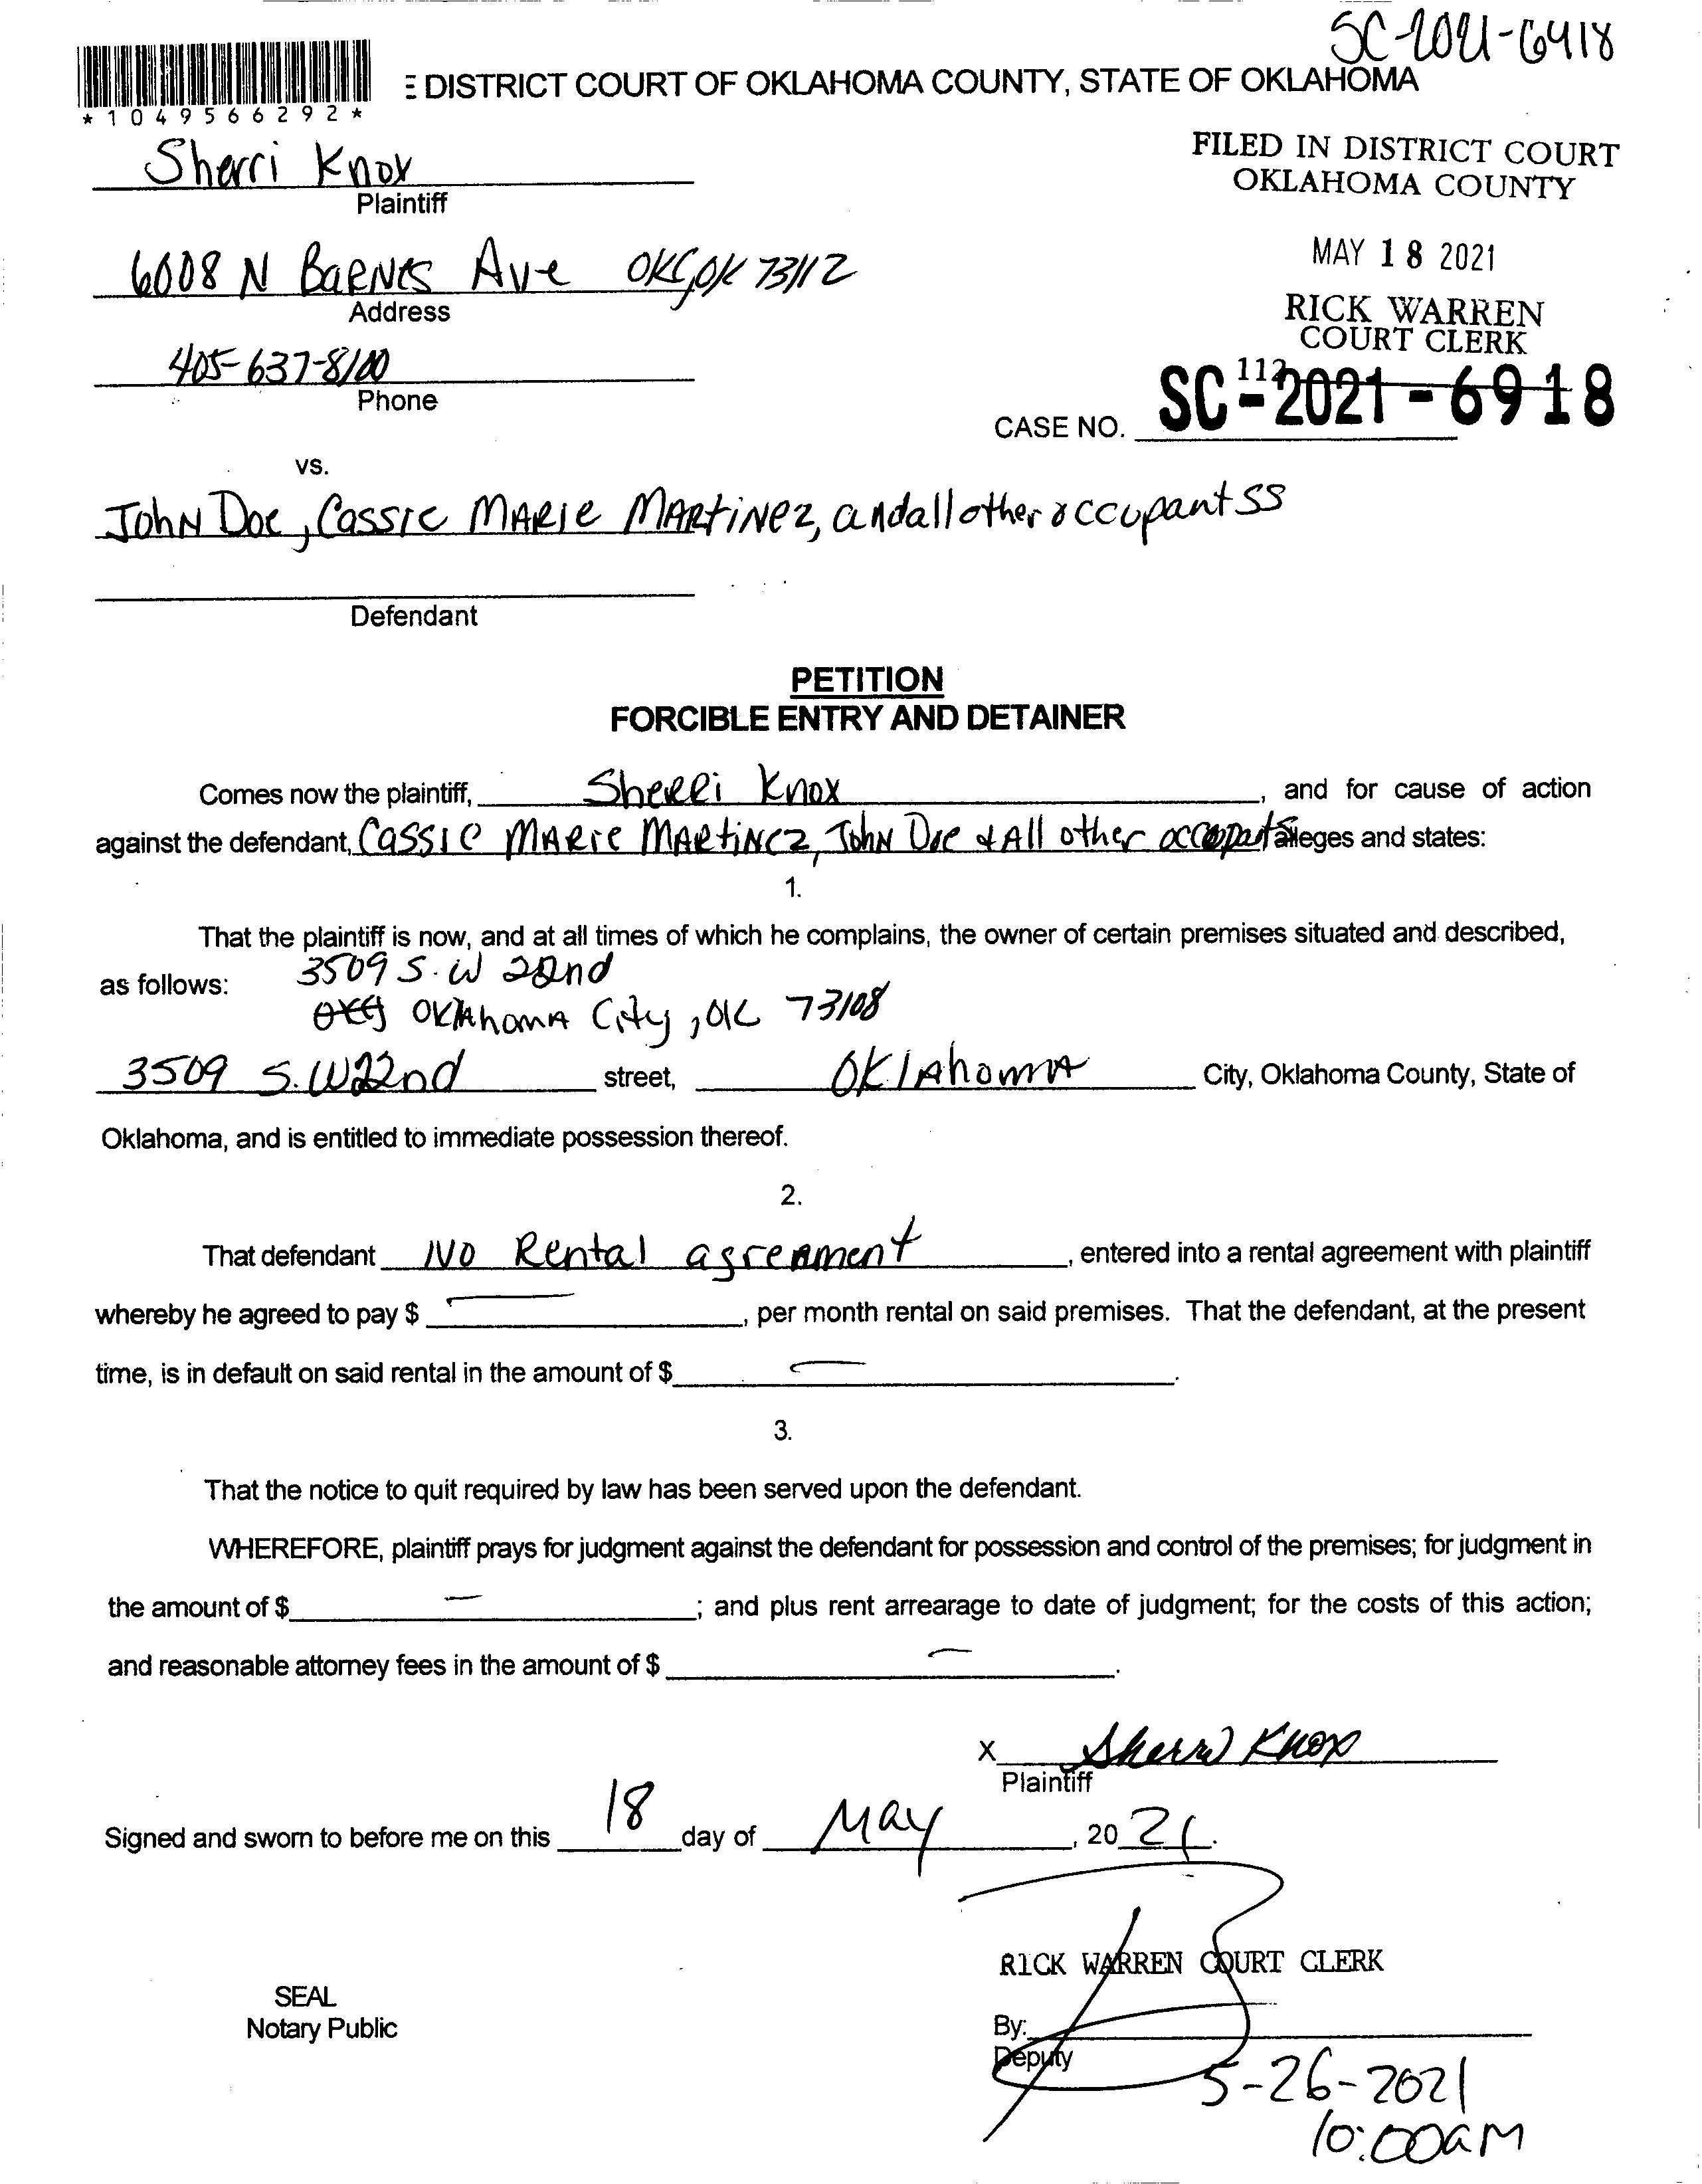 SC-2021-6418
E DISTRICT COURT OF OKLAHOMA COUNTY, STATE OF OKLAHOMA
*1049566292*
FILED IN DISTRICT COURT
OKLAHOMA COUNTY
Sherri Knox
Plaintiff
MAY 18 2021
6008 N Barnes Ave OKC, OK 73112
Address
RICK WARREN
COURT CLERK
405-637-8100
Phone
112
CASE NO. SC-2021-6918
vs.
John Doe, Cassie Marie Martinez, and all other occupantss
Defendant
PETITION
FORCIBLE ENTRY AND DETAINER
Comes now the plaintiff, Sherri Knox, and for cause of action
against the defendant, Cassie Marie Martinez, John Doe & All other alleges and states:
1.
That the plaintiff is now, and at all times of which he complains, the owner of certain premises situated and described,
as follows: 3509 S.W 22nd
Oklahoma City, OK 73108
3509 S.W 22nd street, Oklahoma City, Oklahoma County, State of
Oklahoma, and is entitled to immediate possession thereof.
2.
That defendant No Rental agreement, entered into a rental agreement with plaintiff
whereby he agreed to pay $ —, per month rental on said premises. That the defendant, at the present
time, is in default on said rental in the amount of $ —.
3.
That the notice to quit required by law has been served upon the defendant.
WHEREFORE, plaintiff prays for judgment against the defendant for possession and control of the premises; for judgment in
the amount of $ —; and plus rent arrearage to date of judgment; for the costs of this action;
and reasonable attorney fees in the amount of $ —.
X Sherri Knox
Plaintiff
Signed and sworn to before me on this 18 day of May, 2021.
RICK WARREN COURT CLERK
SEAL
Notary Public
By:
Deputy
5-26-2021
10:00am